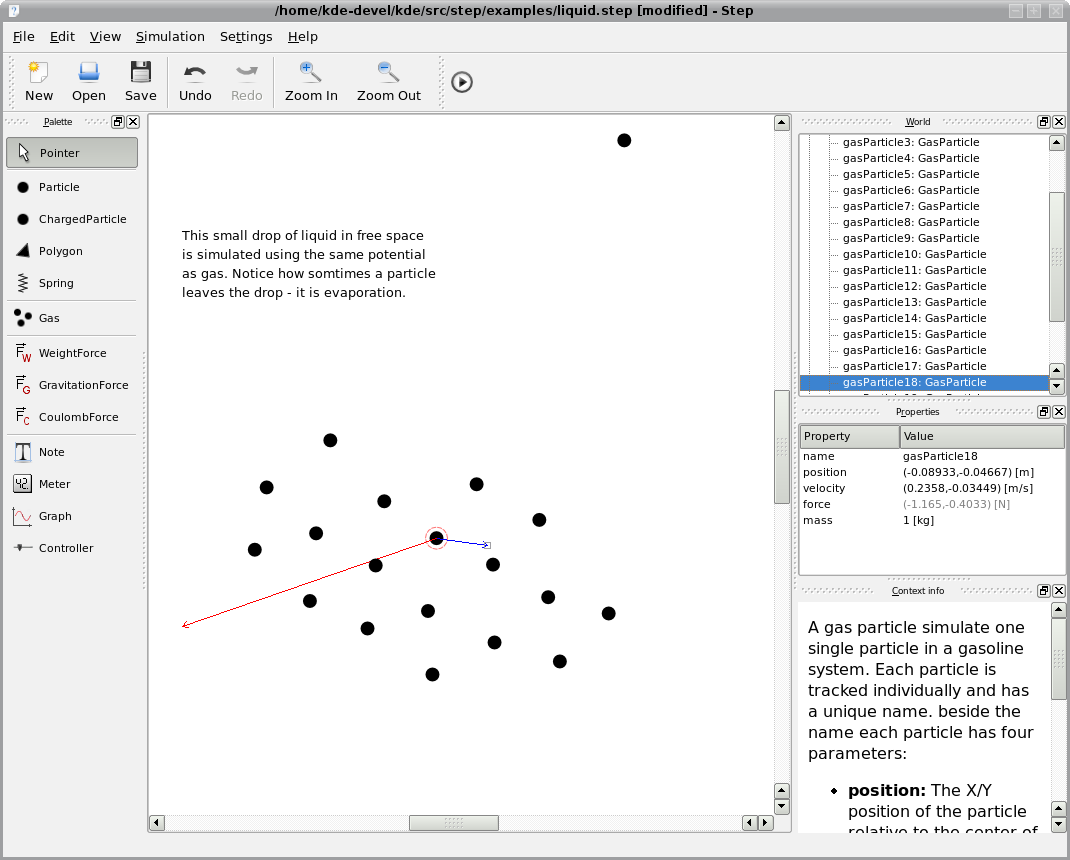 /home/kde-devel/kde/src/step/examples/liquid.step [modified] - Step
File Edit View Simulation Settings Help
New Open Save Undo Redo Zoom In Zoom Out
Palette
Pointer
Particle
ChargedParticle
Polygon
Spring
Gas
WeightForce
GravitationForce
CoulombForce
Note
Meter
Graph
Controller
This small drop of liquid in free space
is simulated using the same potential
as gas. Notice how somtimes a particle
leaves the drop - it is evaporation.
World
gasParticle3: GasParticle
gasParticle4: GasParticle
gasParticle5: GasParticle
gasParticle6: GasParticle
gasParticle7: GasParticle
gasParticle8: GasParticle
gasParticle9: GasParticle
gasParticle10: GasParticle
gasParticle11: GasParticle
gasParticle12: GasParticle
gasParticle13: GasParticle
gasParticle14: GasParticle
gasParticle15: GasParticle
gasParticle16: GasParticle
gasParticle17: GasParticle
gasParticle18: GasParticle
Properties
Property Value
name gasParticle18
position (-0.08933,-0.04667) [m]
velocity (0.2358,-0.03449) [m/s]
force (-1.165,-0.4033) [N]
mass 1 [kg]
Context info
A gas particle simulate one
single particle in a gasoline
system. Each particle is
tracked individually and has
a unique name. beside the
name each particle has four
parameters:
position: The X/Y
position of the particle
relative to the center of